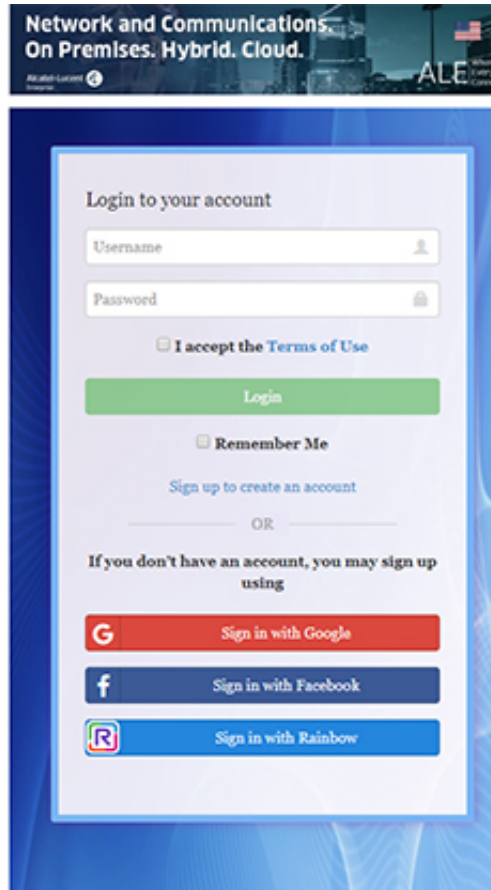 Network and Communications.
On Premises. Hybrid. Cloud.
Alcatel-Lucent
Enterprise
ALE
Login to your account
Username
Password
I accept the Terms of Use
Login
Remember Me
Sign up to create an account
OR
If you don't have an account, you may sign up
using
G Sign in with Google
f Sign in with Facebook
R Sign in with Rainbow